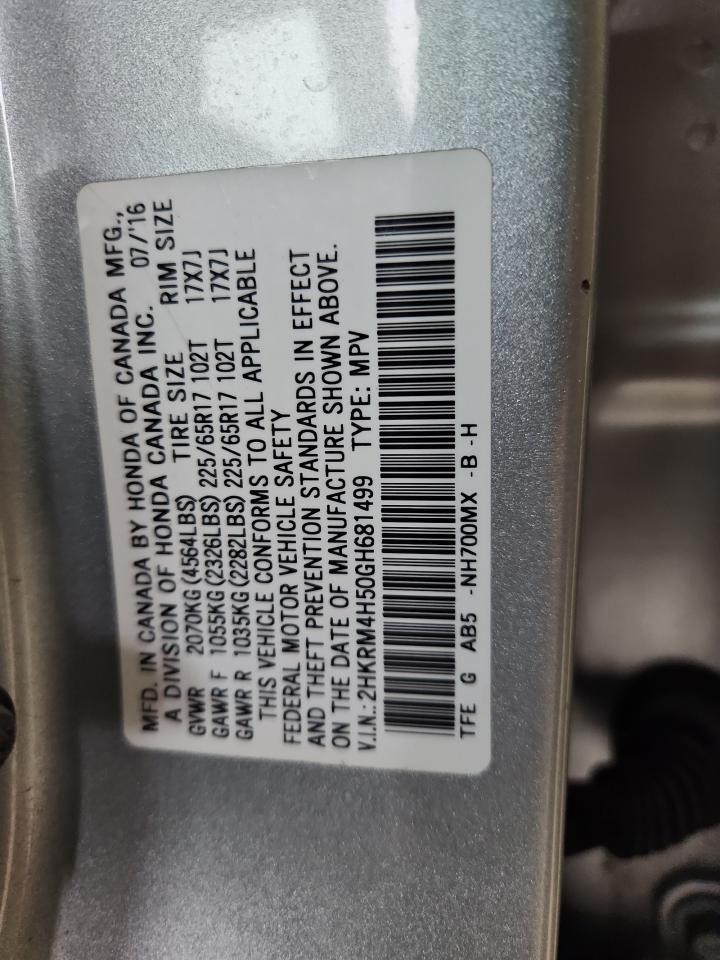 MFD. IN CANADA BY HONDA OF CANADA MFG.,
A DIVISION OF HONDA CANADA INC. 07/'16
GVWR 2070KG(4564LBS) TIRE SIZE RIM SIZE
GAWR F 1055KG(2326LBS) 225/65R17 102T 17X7J
GAWR R 1035KG(2282LBS) 225/65R17 102T 17X7J
THIS VEHICLE CONFORMS TO ALL APPLICABLE
FEDERAL MOTOR VEHICLE SAFETY
AND THEFT PREVENTION STANDARDS IN EFFECT
ON THE DATE OF MANUFACTURE SHOWN ABOVE.
V.I.N.: 2HKRM4H50GH681499 TYPE: MPV
TFE G AB5 -NH700MX -B -H